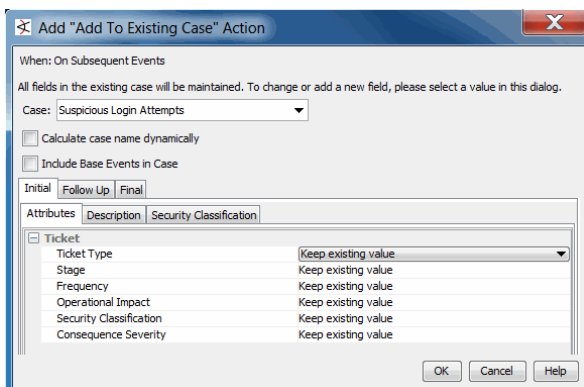 Add "Add To Existing Case" Action
When: On Subsequent Events
All fields in the existing case will be maintained. To change or add a new field, please select a value in this dialog.
Case: Suspicious Login Attempts
Calculate case name dynamically
Include Base Events in Case
Initial Follow Up Final
Attributes Description Security Classification
Ticket
Ticket Type Keep existing value
Stage Keep existing value
Frequency Keep existing value
Operational Impact Keep existing value
Security Classification Keep existing value
Consequence Severity Keep existing value
OK Cancel Help